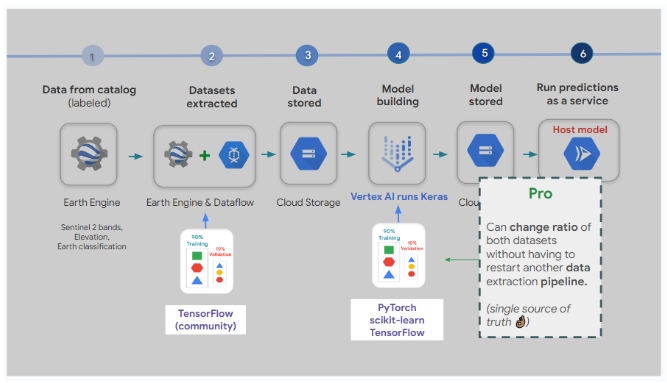 1
2
3
4
5
6
Data from catalog
(labeled)
Datasets
extracted
Data
stored
Model
building
Model
stored
Run predictions
as a service
+
Host model
Earth Engine
Earth Engine & Dataflow
Cloud Storage
Vertex AI runs Keras
Clou
Sentinel 2 bands,
Elevation,
Earth classification
90%
Training
10%
Validation
TensorFlow
(community)
90%
Training
10%
Validation
PyTorch
scikit-learn
TensorFlow
Pro
Can change ratio of
both datasets
without having to
restart another data
extraction pipeline.
(single source of
truth )